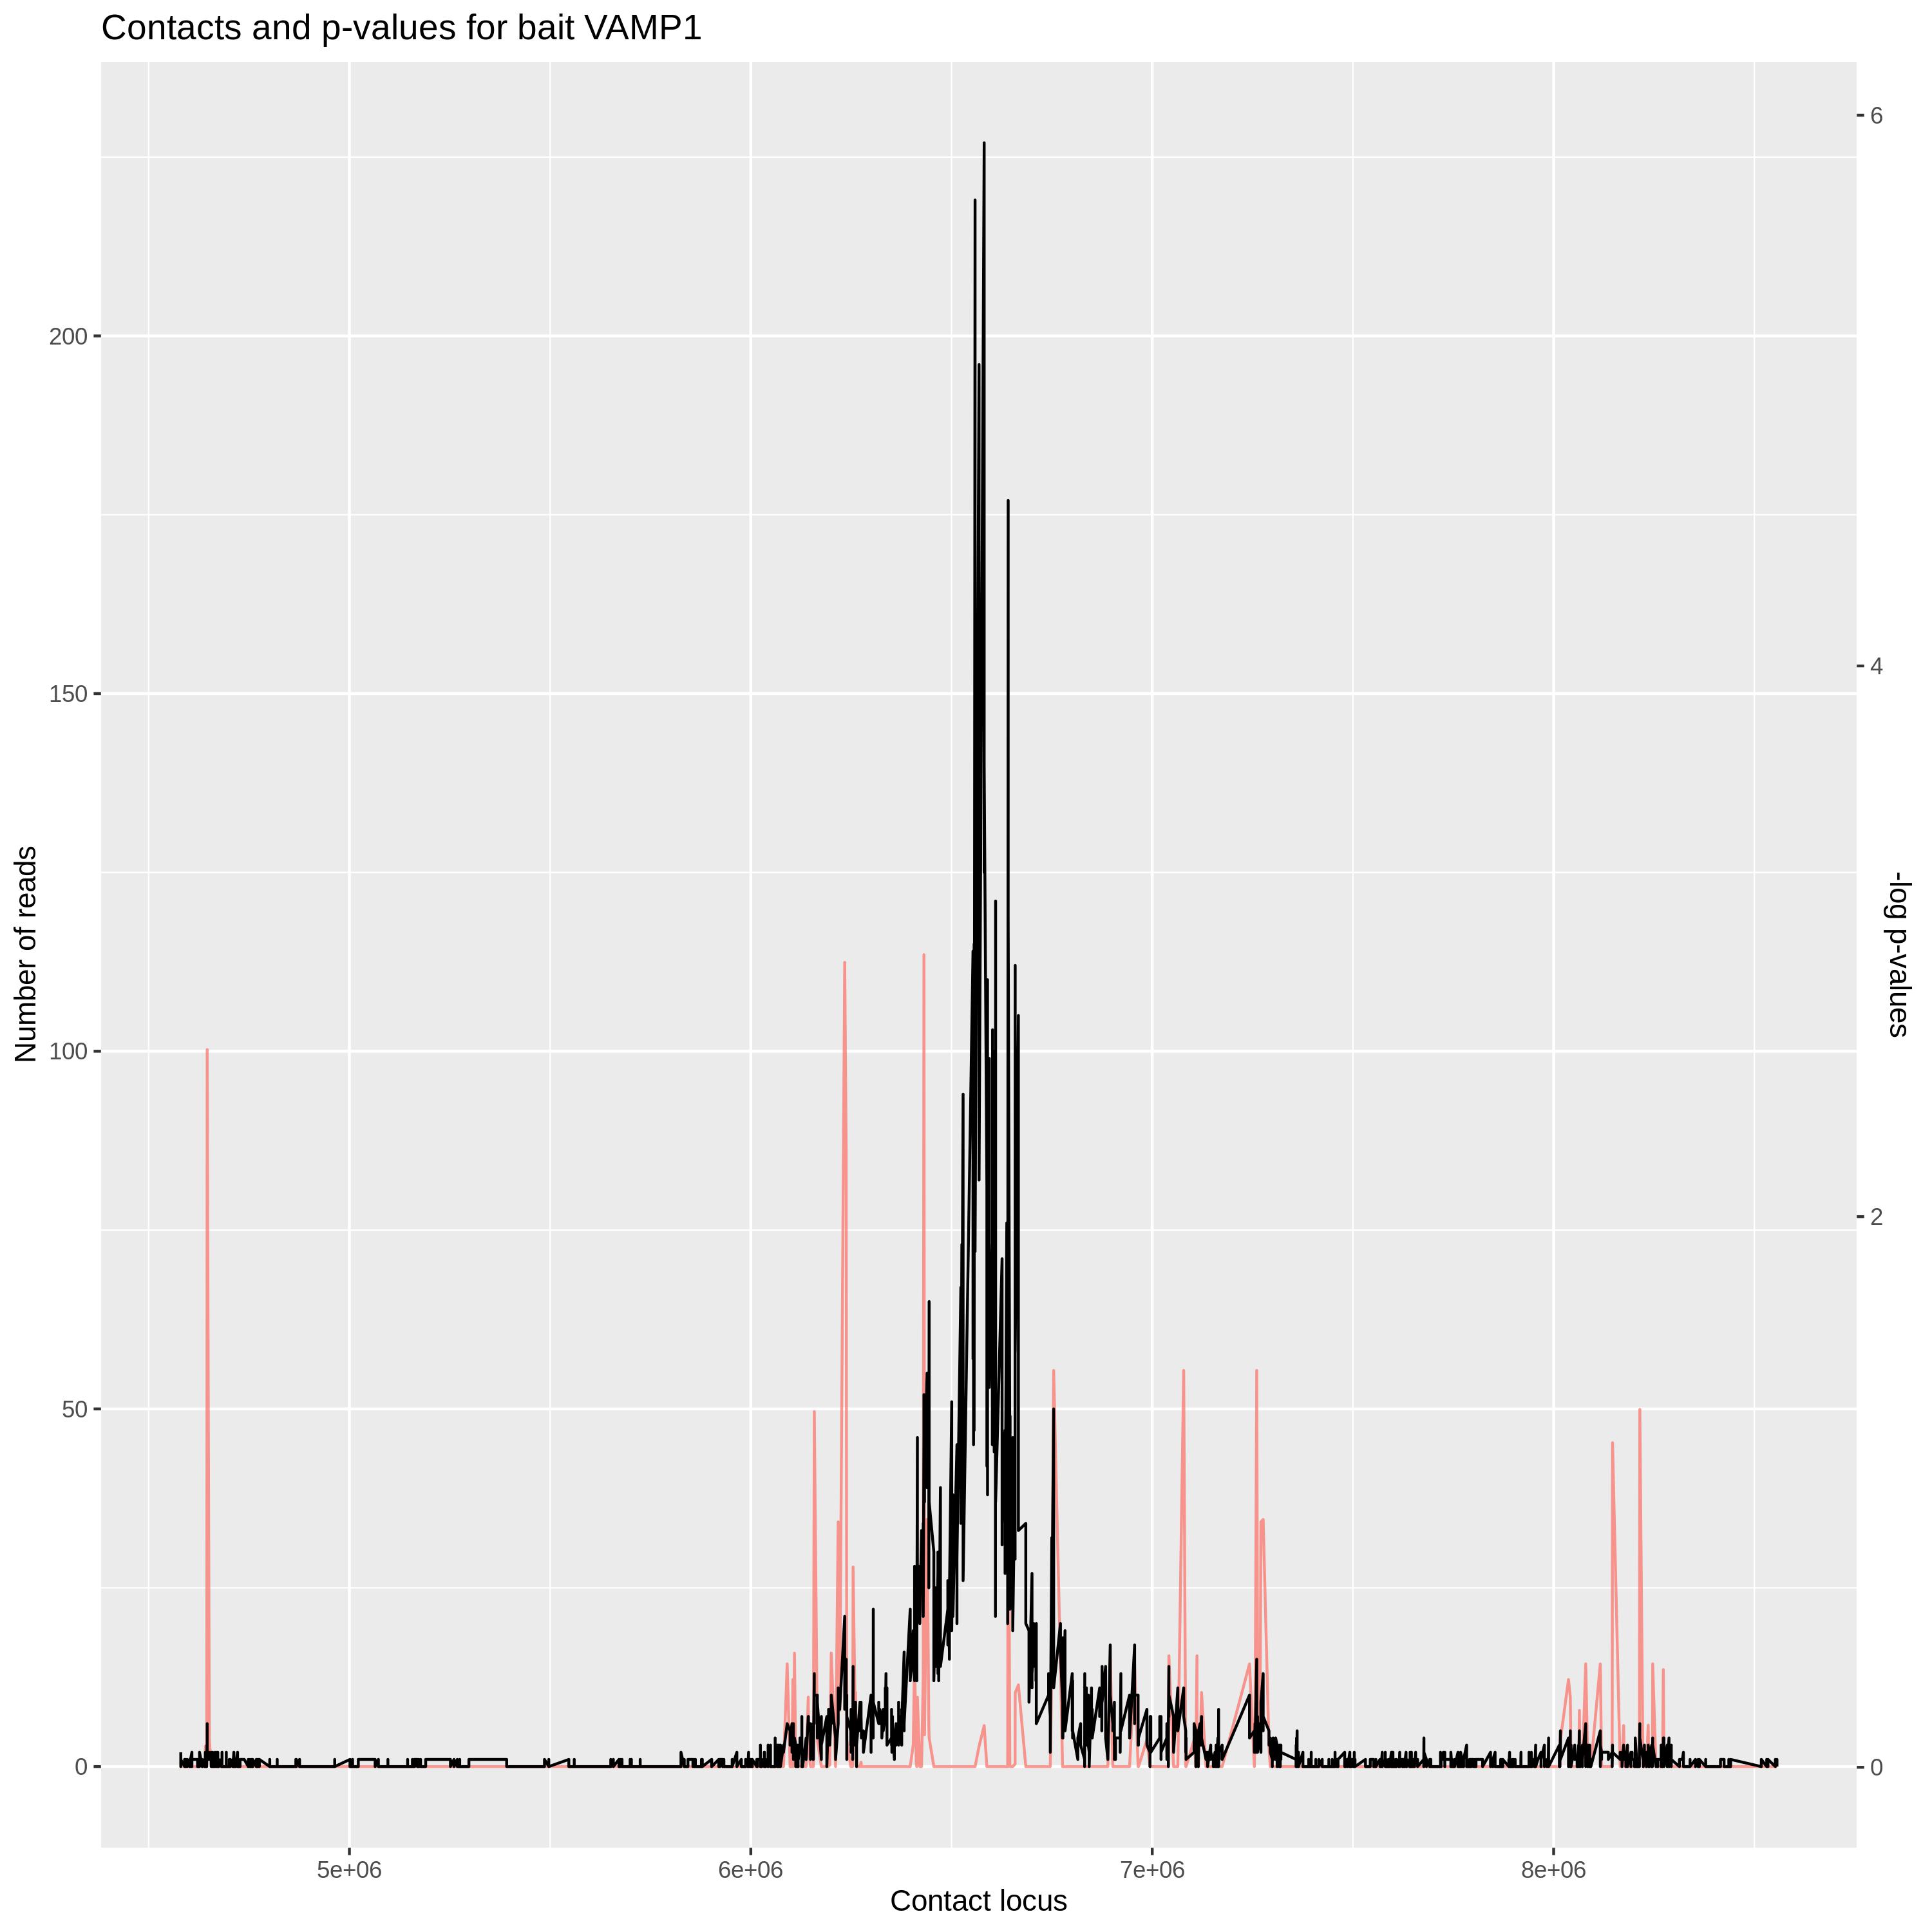 Contacts and p-values for bait VAMP1
Number of reads
200
150
100
50
0
-log p-values
6
4
2
0
5e+06
6e+06
7e+06
8e+06
Contact locus